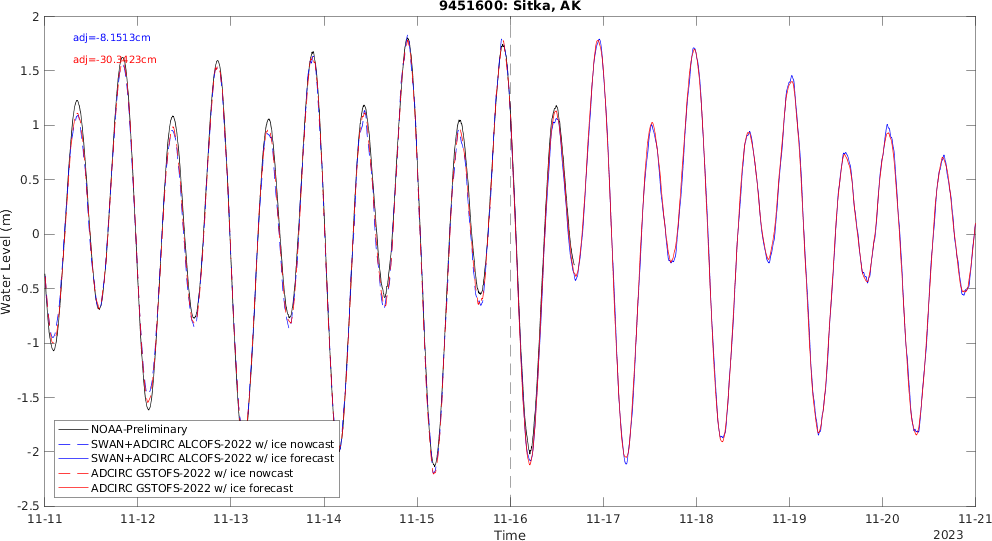 9451600: Sitka, AK
adj=-8.1513cm
adj=-30.3423cm
Water Level (m)
2
1.5
1
0.5
0
-0.5
-1
-1.5
-2
-2.5
NOAA-Preliminary
SWAN+ADCIRC ALCOFS-2022 w/ ice nowcast
SWAN+ADCIRC ALCOFS-2022 w/ ice forecast
ADCIRC GSTOFS-2022 w/ ice nowcast
ADCIRC GSTOFS-2022 w/ ice forecast
11-11 11-12 11-13 11-14 11-15 11-16 11-17 11-18 11-19 11-20 11-21
Time
2023